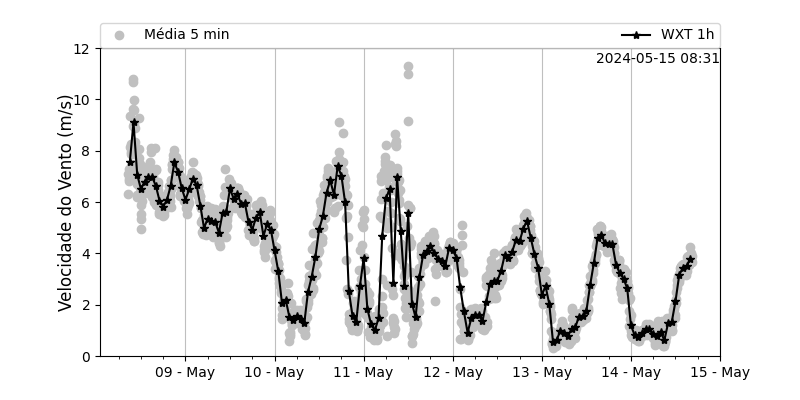 Média 5 min
WXT 1h
2024-05-15 08:31
Velocidade do Vento (m/s)
12
10
8
6
4
2
0
09 - May
10 - May
11 - May
12 - May
13 - May
14 - May
15 - May